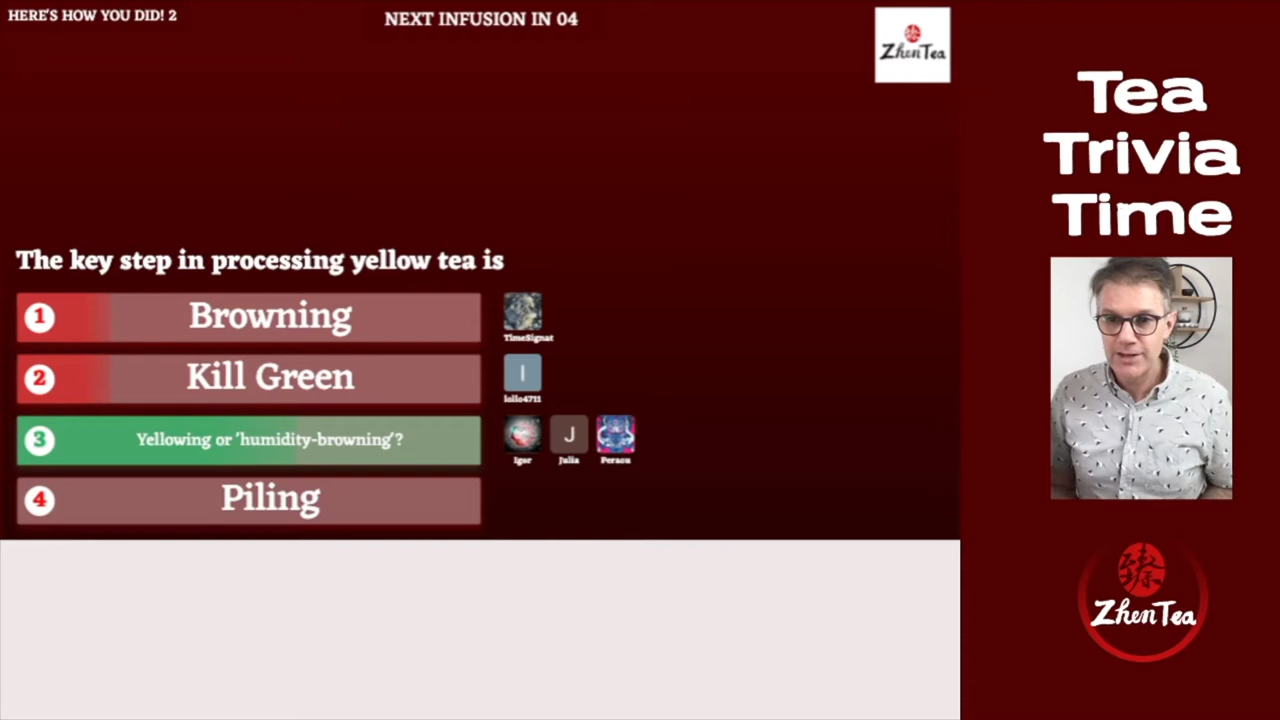 HERE'S HOW YOU DID! 2
NEXT INFUSION IN 04
ZhenTea
Tea
Trivia
Time
The key step in processing yellow tea is
1 Browning
TimeSignat
2 Kill Green
I
lollo4711
3 Yellowing or 'humidity-browning'?
J
Igor Julia Peraou
4 Piling
臻
ZhenTea